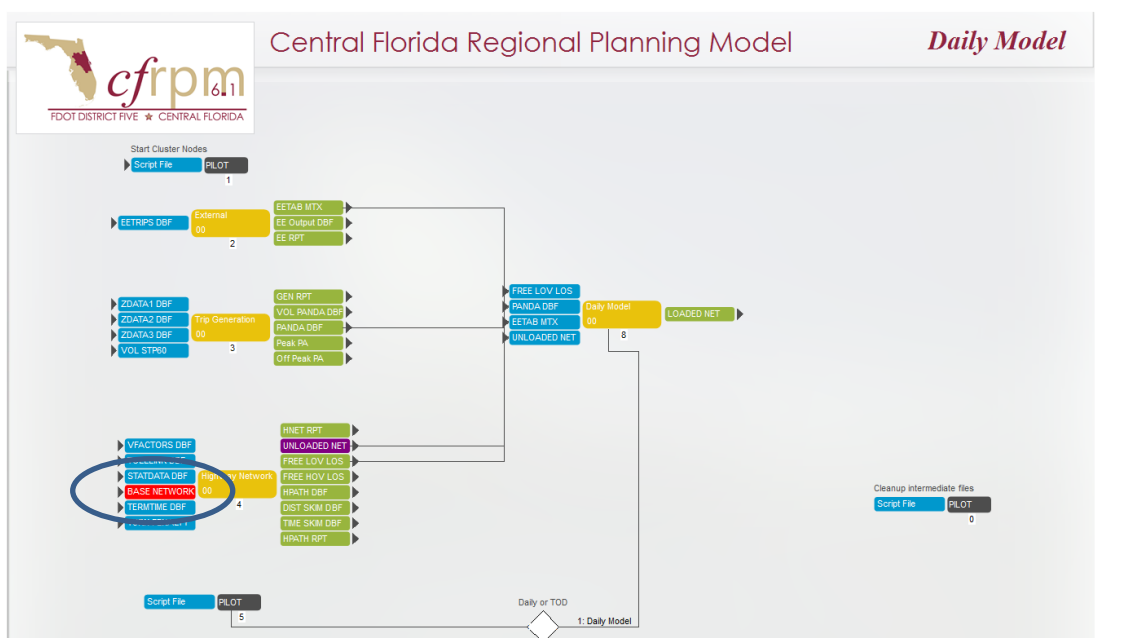 Central Florida Regional Planning Model
Daily Model
cfrpm
6.1
FDOT DISTRICT FIVE ★ CENTRAL FLORIDA
Start Cluster Nodes
Script File
PILOT
1
EETRIPS DBF
External
00
2
EETAB MTX
EE Output DBF
EE RPT
ZDATA1 DBF
ZDATA2 DBF
ZDATA3 DBF
VOL STP60
Trip Generation
00
3
GEN RPT
VOL PANDA DBF
PANDA DBF
Peak PA
Off Peak PA
FREE LOV LOS
PANDA DBF
EETAB MTX
UNLOADED NET
Daily Model
00
8
LOADED NET
VFACTORS DBF
STATDATA DBF
BASE NETWORK
TERMTIME DBF
Highway Network
00
4
HNET RPT
UNLOADED NET
FREE LOV LOS
FREE HOV LOS
HPATH DBF
DIST SKIM DBF
TIME SKIM DBF
HPATH RPT
Cleanup intermediate files
Script File
PILOT
0
Script File
PILOT
5
Daily or TOD
1: Daily Model